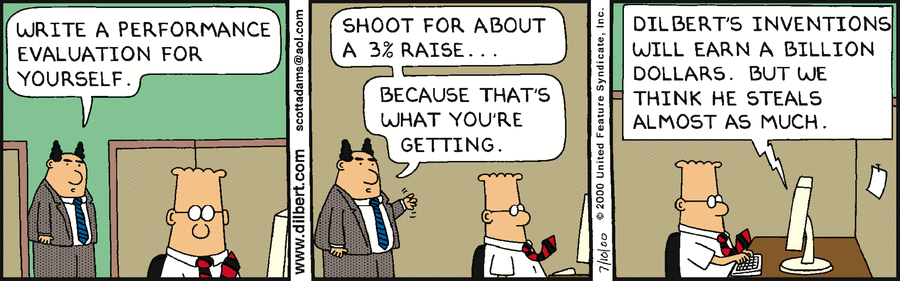 WRITE A PERFORMANCE
EVALUATION FOR
YOURSELF.
www.dilbert.com
scottadams@aol.com
SHOOT FOR ABOUT
A 3% RAISE...
BECAUSE THAT'S
WHAT YOU'RE
GETTING.
7/10/00 © 2000 United Feature Syndicate, Inc.
DILBERT'S INVENTIONS
WILL EARN A BILLION
DOLLARS. BUT WE
THINK HE STEALS
ALMOST AS MUCH.